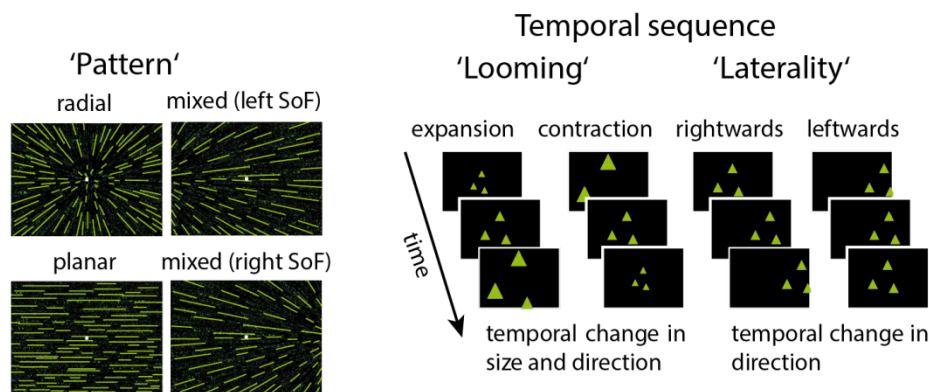 Temporal sequence
'Pattern'
'Looming'
'Laterality'
radial
mixed (left SoF)
planar
mixed (right SoF)
expansion
contraction
rightwards
leftwards
time
temporal change in
size and direction
temporal change in
direction